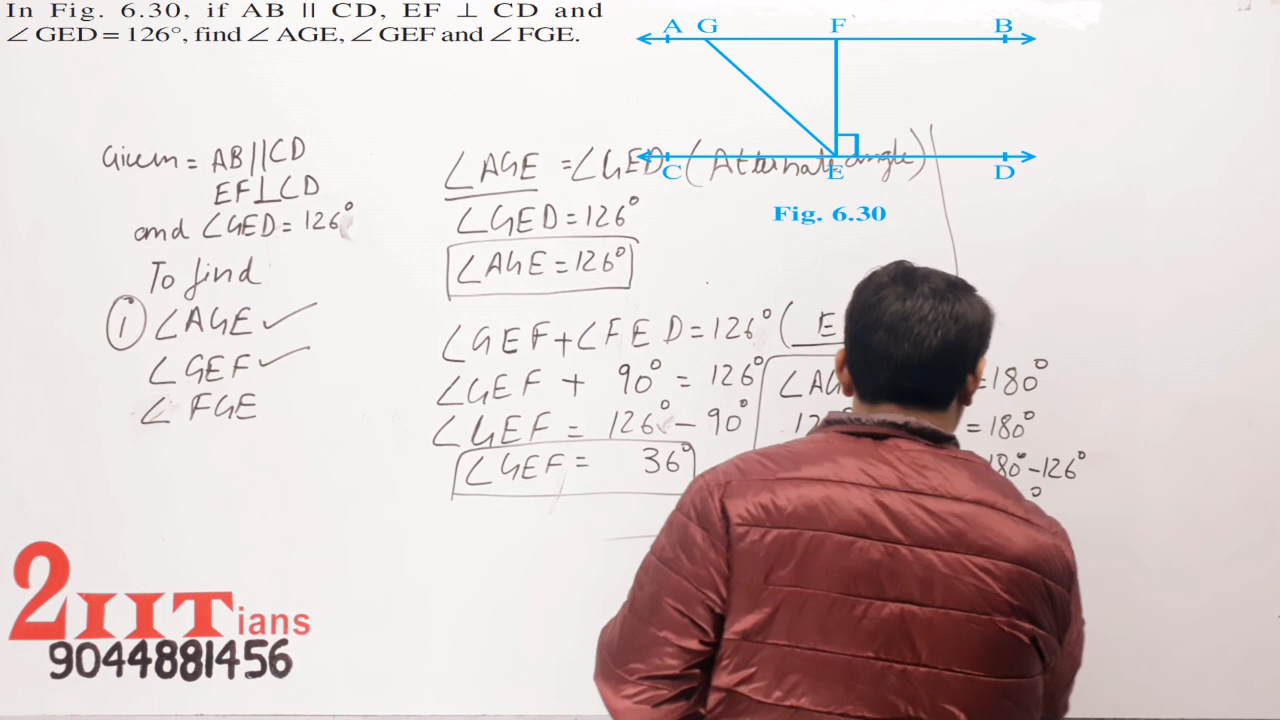 In Fig. 6.30, if AB || CD, EF ⊥ CD and
∠ GED = 126°, find ∠ AGE, ∠ GEF and ∠ FGE.
A G F B
C E D
Fig. 6.30
Given = AB||CD
EF⊥CD
and ∠GED = 126°
To find
① ∠AGE ✓
∠GEF ✓
∠ FGE
∠AGE = ∠GED (Alternate angle)
∠GED = 126°
∠AGE = 126°
∠GEF + ∠FED = 126° ( E
∠GEF + 90° = 126°
∠GEF = 126° - 90°
∠GEF = 36°
∠AG = 180°
= 180°
180° - 126°
2IITians
9044881456